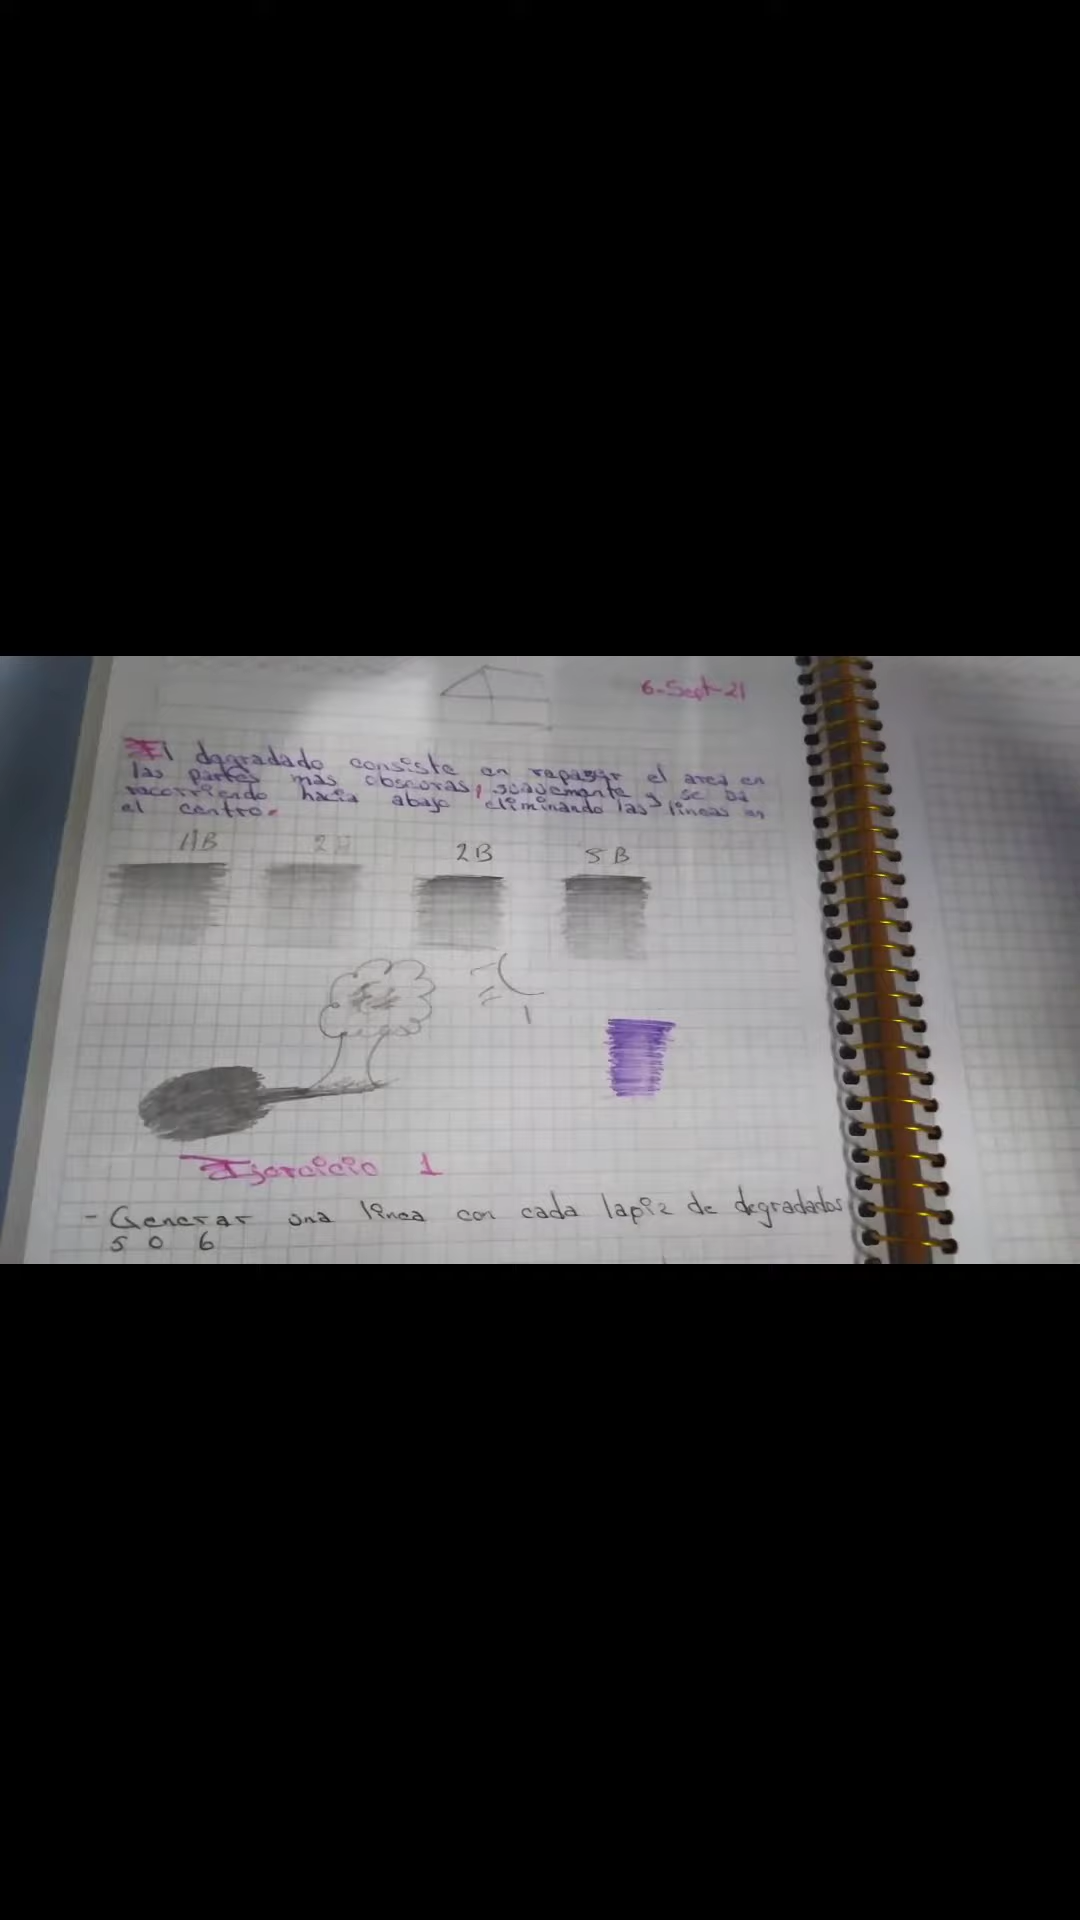 6-Sept-21
El degradado consiste en repasar el area en
las partes mas obscuras, suavemente y se va
recorriendo hacia abajo eliminando las lineas en
el centro.
HB 2H 2B 5B
Ejercicio 1
- Generar una linea con cada lapiz de degradados
5 o 6